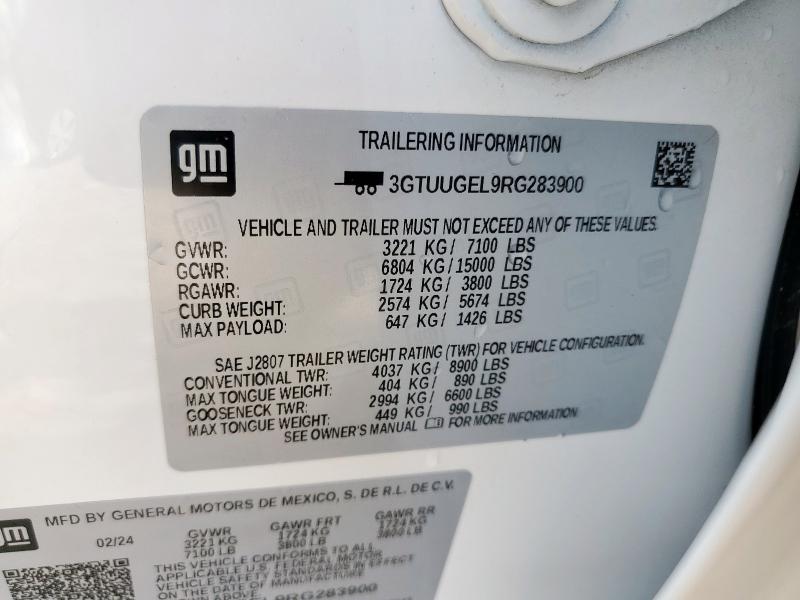 gm
TRAILERING INFORMATION
3GTUUGEL9RG283900
VEHICLE AND TRAILER MUST NOT EXCEED ANY OF THESE VALUES.
GVWR: 3221 KG/ 7100 LBS
GCWR: 6804 KG/15000 LBS
RGAWR: 1724 KG/ 3800 LBS
CURB WEIGHT: 2574 KG/ 5674 LBS
MAX PAYLOAD: 647 KG/ 1426 LBS
SAE J2807 TRAILER WEIGHT RATING (TWR) FOR VEHICLE CONFIGURATION.
CONVENTIONAL TWR: 4037 KG/ 8900 LBS
MAX TONGUE WEIGHT: 404 KG/ 890 LBS
GOOSENECK TWR: 2994 KG/ 6600 LBS
MAX TONGUE WEIGHT: 449 KG/ 990 LBS
SEE OWNER'S MANUAL FOR MORE INFORMATION
gm
MFD BY GENERAL MOTORS DE MEXICO, S. DE R.L. DE C.V.
02/24 GVWR GAWR FRT GAWR RR
3221 KG 1724 KG 1724 KG
7100 LB 3800 LB 3800 LB
THIS VEHICLE CONFORMS TO ALL
APPLICABLE U.S. FEDERAL MOTOR
VEHICLE SAFETY STANDARDS IN EFFECT
ON THE DATE OF MANUFACTURE
L9RG283900